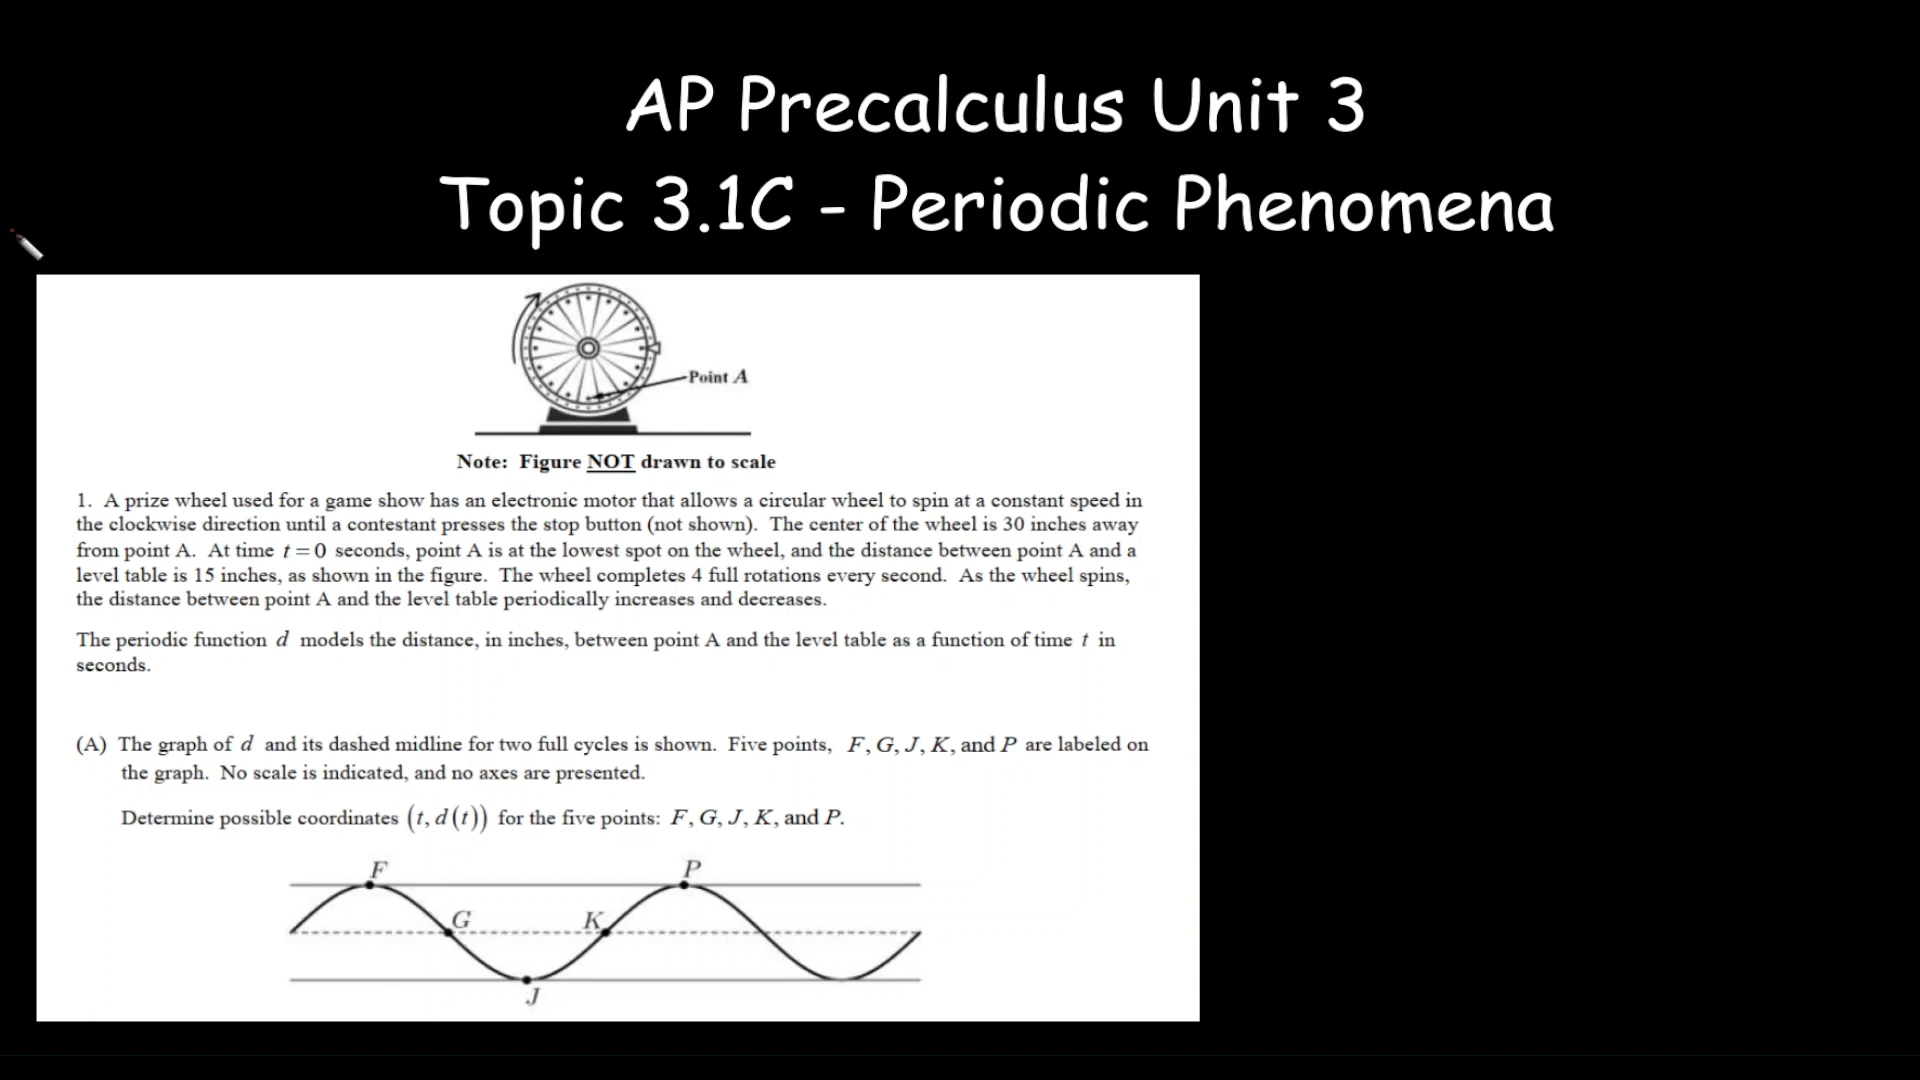 AP Precalculus Unit 3
Topic 3.1C - Periodic Phenomena
Point A
Note: Figure NOT drawn to scale
1. A prize wheel used for a game show has an electronic motor that allows a circular wheel to spin at a constant speed in
the clockwise direction until a contestant presses the stop button (not shown). The center of the wheel is 30 inches away
from point A. At time t = 0 seconds, point A is at the lowest spot on the wheel, and the distance between point A and a
level table is 15 inches, as shown in the figure. The wheel completes 4 full rotations every second. As the wheel spins,
the distance between point A and the level table periodically increases and decreases.
The periodic function d models the distance, in inches, between point A and the level table as a function of time t in
seconds.
(A) The graph of d and its dashed midline for two full cycles is shown. Five points, F, G, J, K, and P are labeled on
the graph. No scale is indicated, and no axes are presented.
Determine possible coordinates (t, d(t)) for the five points: F, G, J, K, and P.
F P
G K
J